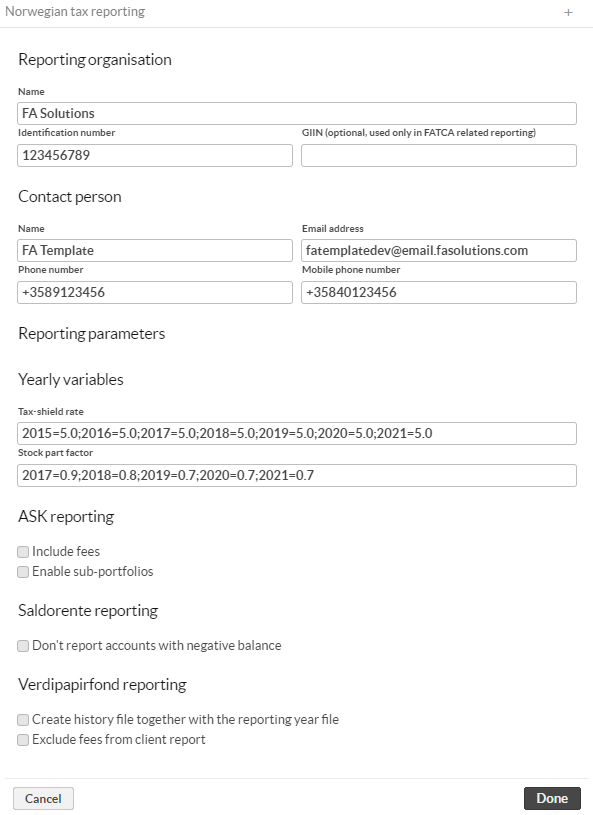 Norwegian tax reporting +
Reporting organisation
Name
FA Solutions
Identification number GIIN (optional, used only in FATCA related reporting)
123456789
Contact person
Name Email address
FA Template fatemplatedev@email.fasolutions.com
Phone number Mobile phone number
+3589123456 +35840123456
Reporting parameters
Yearly variables
Tax-shield rate
2015=5.0;2016=5.0;2017=5.0;2018=5.0;2019=5.0;2020=5.0;2021=5.0
Stock part factor
2017=0.9;2018=0.8;2019=0.7;2020=0.7;2021=0.7
ASK reporting
Include fees
Enable sub-portfolios
Saldorente reporting
Don't report accounts with negative balance
Verdipapirfond reporting
Create history file together with the reporting year file
Exclude fees from client report
Cancel Done